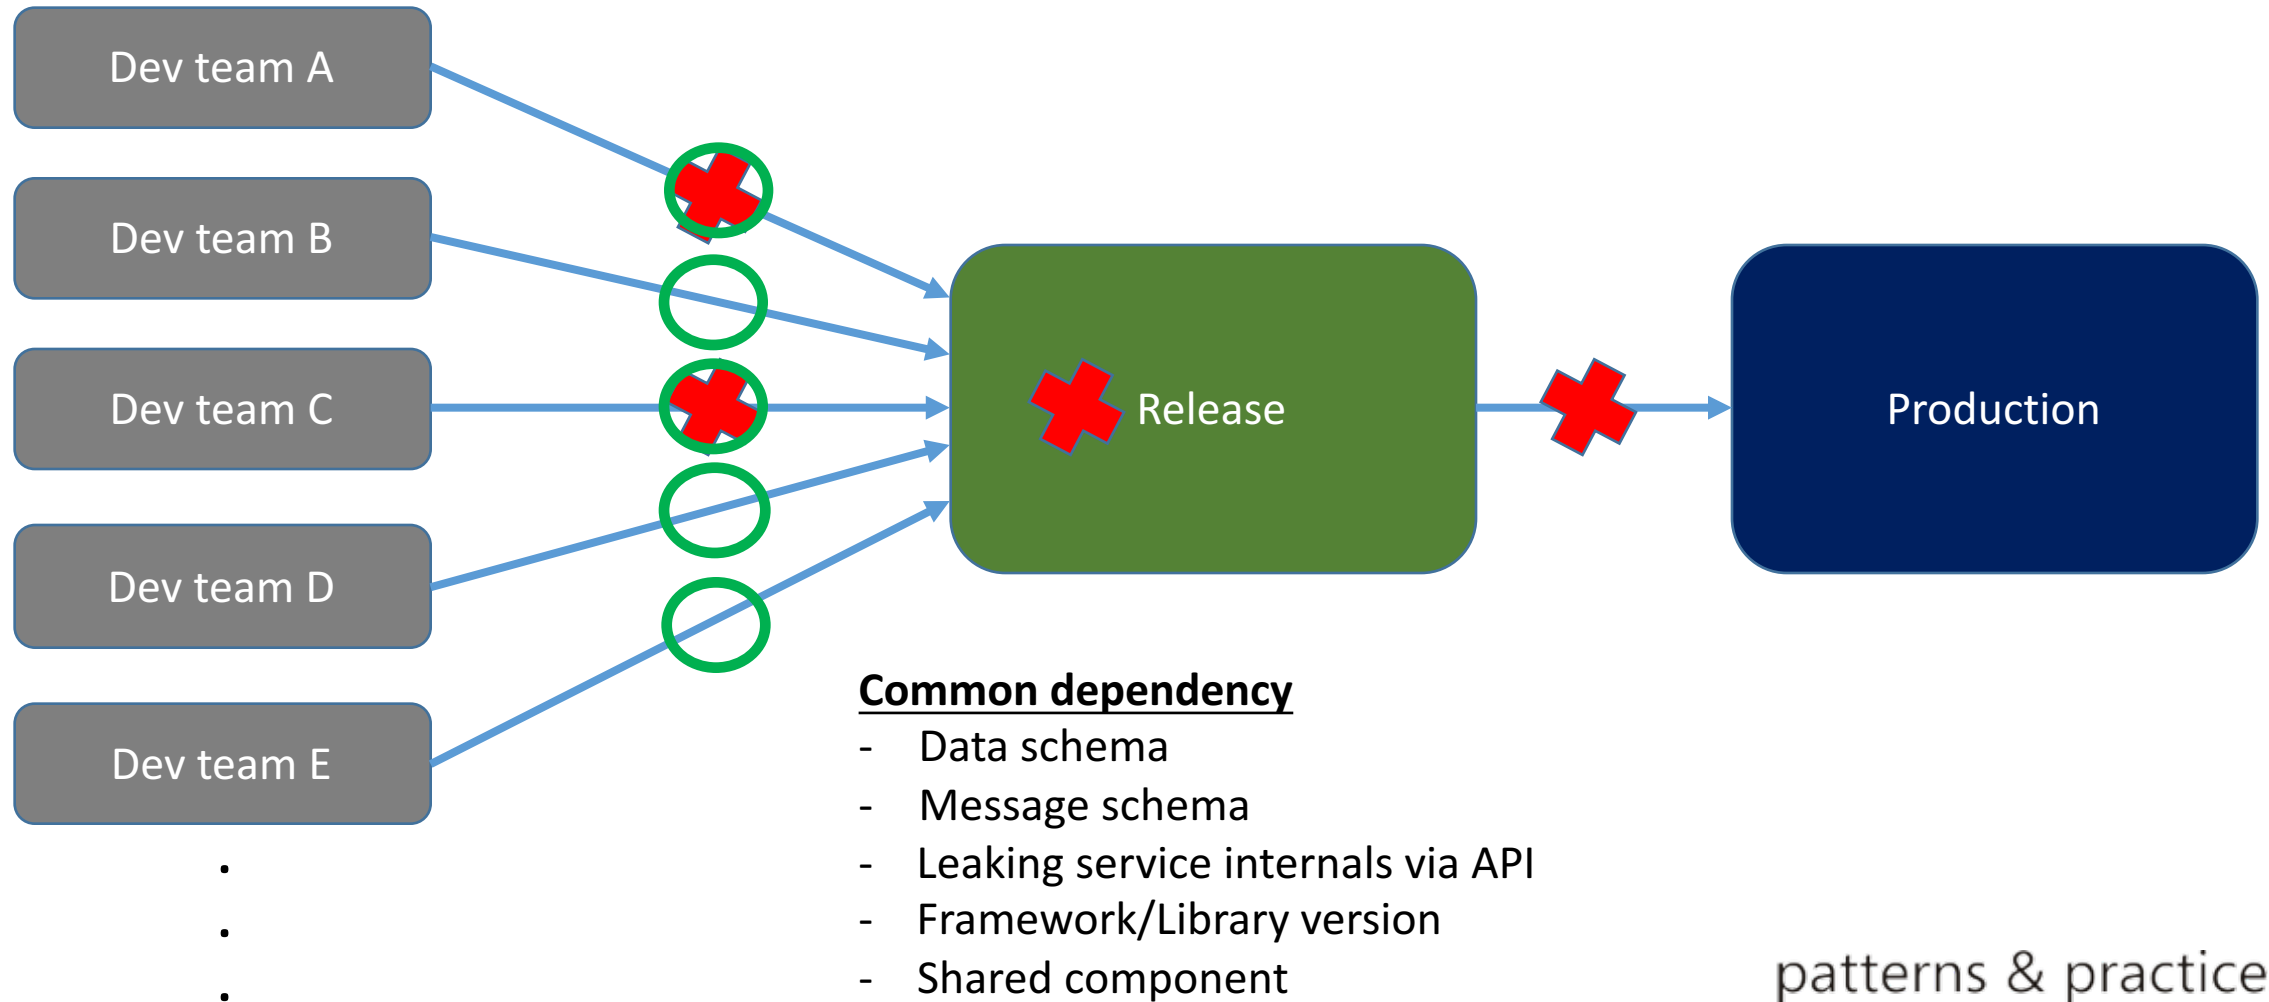 Dev team A
Dev team B
Dev team C
Dev team D
Dev team E
.
.
.
Release
Production
Common dependency
- Data schema
- Message schema
- Leaking service internals via API
- Framework/Library version
- Shared component
patterns & practice